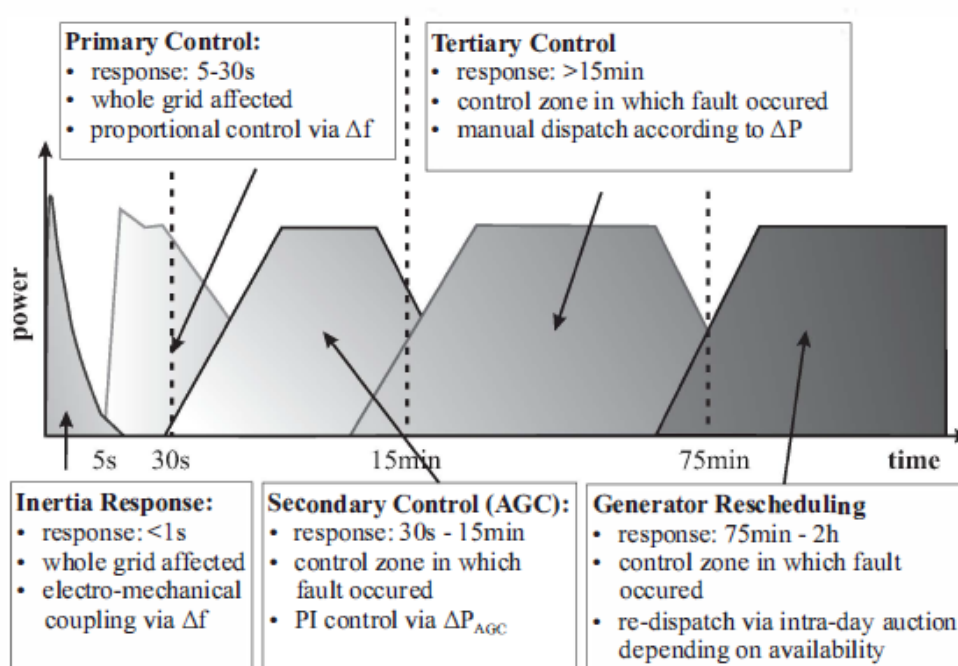 Primary Control:
• response: 5-30s
• whole grid affected
• proportional control via Δf
Tertiary Control
• response: >15min
• control zone in which fault occured
• manual dispatch according to ΔP
power
5s
30s
15min
75min
time
Inertia Response:
• response: <1s
• whole grid affected
• electro-mechanical
coupling via Δf
Secondary Control (AGC):
• response: 30s - 15min
• control zone in which
fault occured
• PI control via ΔP_AGC
Generator Rescheduling
• response: 75min - 2h
• control zone in which fault
occured
• re-dispatch via intra-day auction
depending on availability